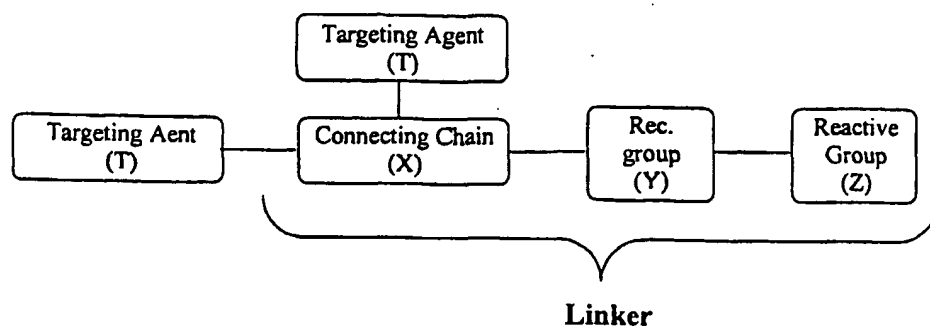 Targeting Agent
(T)
Targeting Aent
(T)
Connecting Chain
(X)
Rec.
group
(Y)
Reactive
Group
(Z)
Linker